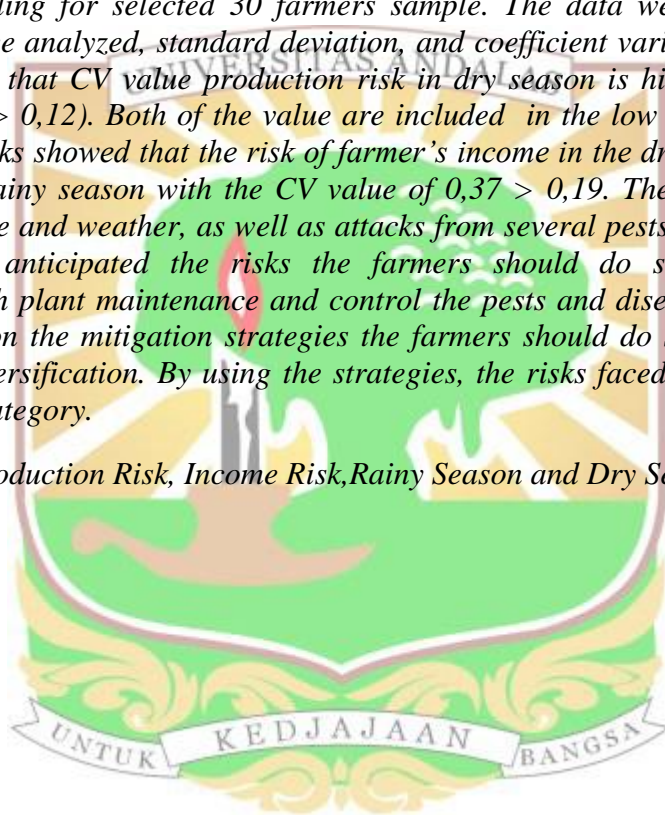 ling for selected 30 farmers sample. The data we
e analyzed, standard deviation, and coefficient vari
that CV value production risk in dry season is hi
> 0,12). Both of the value are included in the low
ks showed that the risk of farmer's income in the dr
ainy season with the CV value of 0,37 > 0,19. The
e and weather, as well as attacks from several pests
anticipated the risks the farmers should do s
h plant maintenance and control the pests and dise
on the mitigation strategies the farmers should do
ersification. By using the strategies, the risks faced
ategory.
oduction Risk, Income Risk,Rainy Season and Dry Se
UNIVERSITAS ANDALAS
UNTUK KEDJAJAAN BANGSA